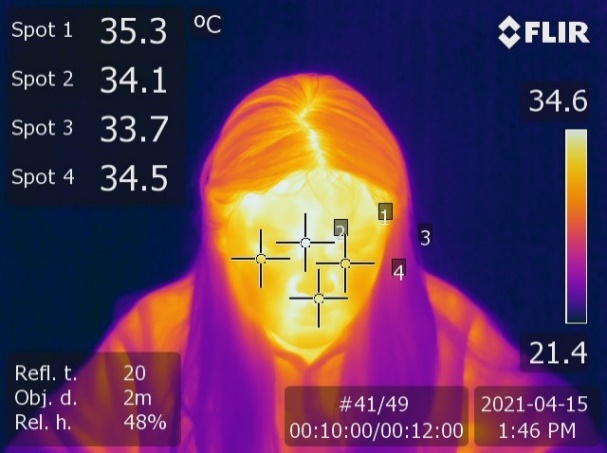 Spot 1 35.3 ºC
Spot 2 34.1
Spot 3 33.7
Spot 4 34.5
FLIR
34.6
1
2
3
4
21.4
Refl. t. 20
Obj. d. 2m
Rel. h. 48%
#41/49
00:10:00/00:12:00
2021-04-15
1:46 PM